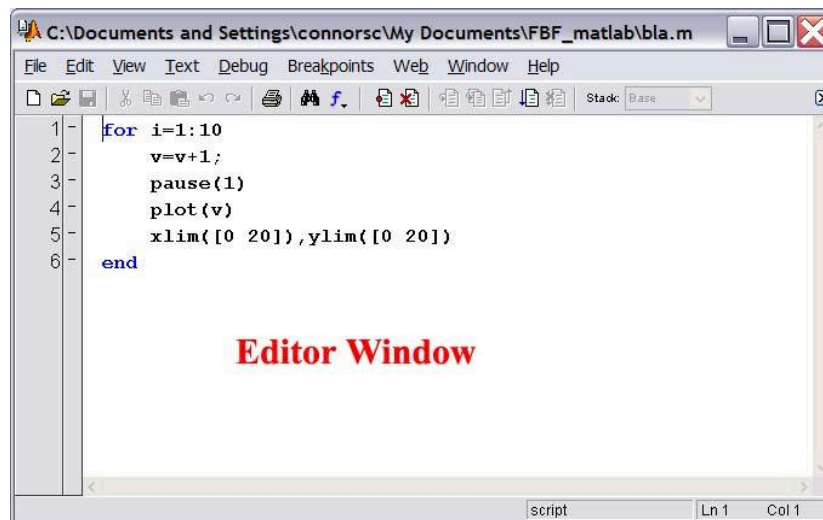 C:\Documents and Settings\connorsc\My Documents\FBF_matlab\bla.m
File Edit View Text Debug Breakpoints Web Window Help
Stack: Base
1 - for i=1:10
2 - v=v+1;
3 - pause(1)
4 - plot(v)
5 - xlim([0 20]),ylim([0 20])
6 - end
Editor Window
script Ln 1 Col 1